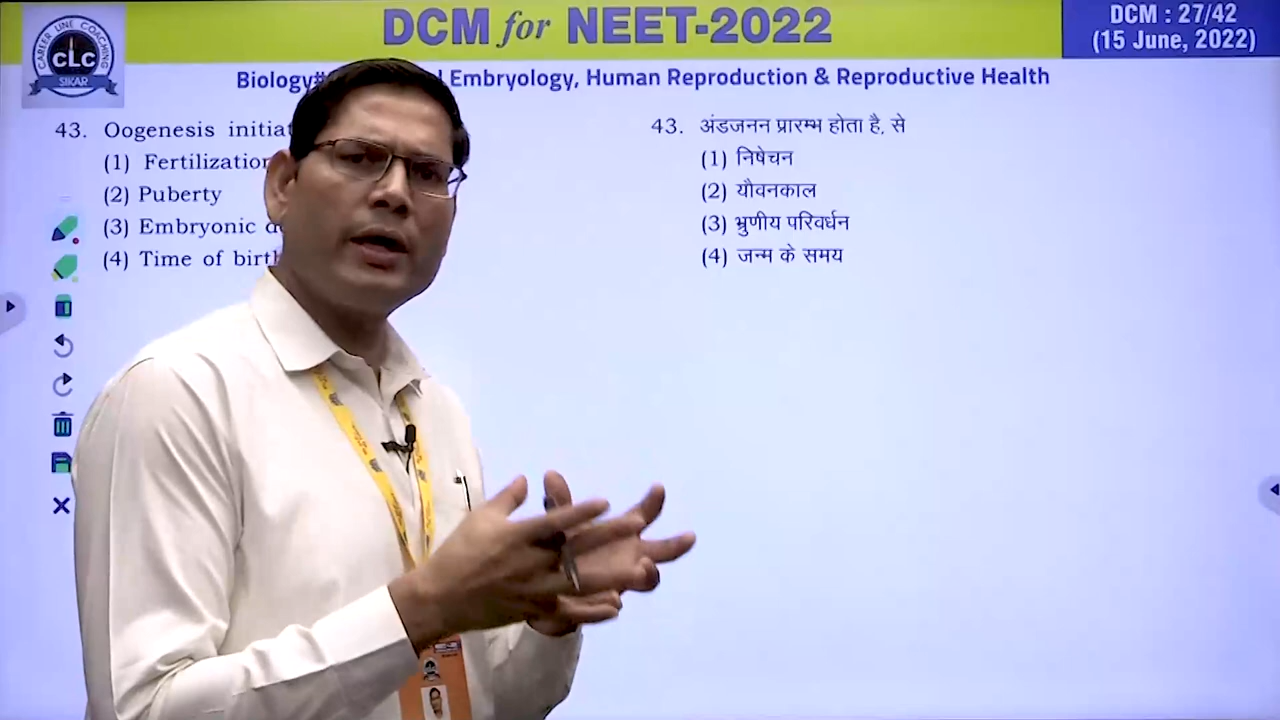 DCM for NEET-2022
DCM : 27/42
(15 June, 2022)
CAREER LINE COACHING
CLC
SIKAR
Biology# Embryology, Human Reproduction & Reproductive Health
43. Oogenesis initia
(1) Fertilization
(2) Puberty
(3) Embryonic d
(4) Time of birth
43. अंडजनन प्रारम्भ होता है, से
(1) निषेचन
(2) यौवनकाल
(3) भ्रुणीय परिवर्धन
(4) जन्म के समय